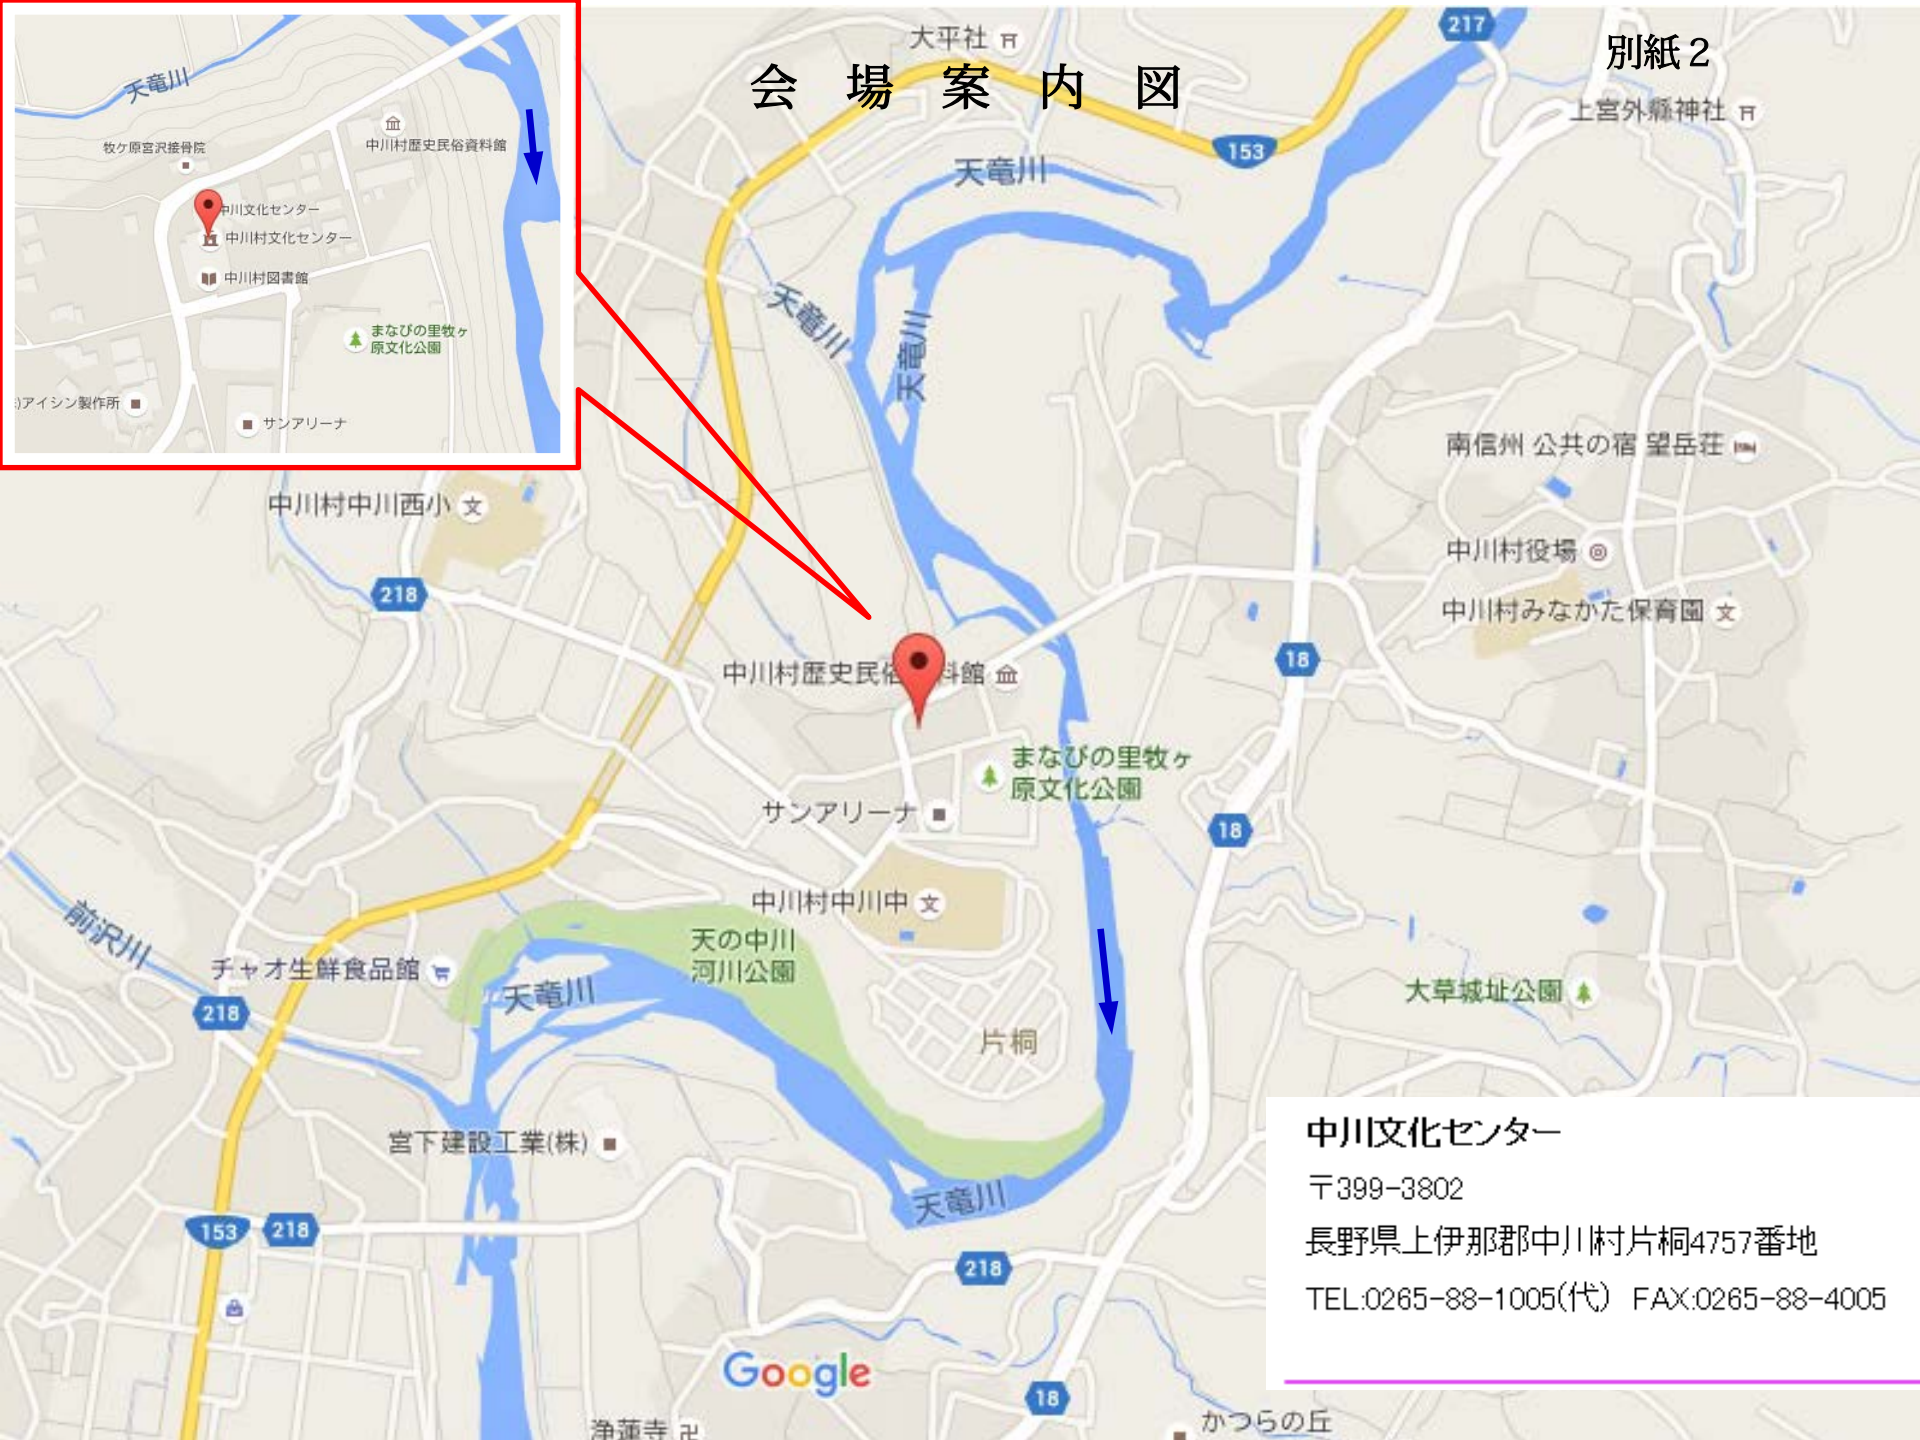 会場案内図
別紙2
天竜川
牧ケ原宮沢接骨院
中川村歴史民俗資料館
中川文化センター
中川村文化センター
中川村図書館
まなびの里牧ヶ
原文化公園
)アイシン製作所
サンアリーナ
大平社
217
上宮外縣神社
153
天竜川
天竜川
天竜川
南信州 公共の宿 望岳荘
中川村中川西小
中川村役場
218
中川村みなかた保育園
18
中川村歴史民俗 料館
まなびの里牧ヶ
原文化公園
サンアリーナ
18
中川村中川中
前沢川
天の中川
河川公園
チャオ生鮮食品館
天竜川
大草城址公園
218
片桐
宮下建設工業(株)
天竜川
153
218
218
中川文化センター
〒399-3802
長野県上伊那郡中川村片桐4757番地
TEL:0265-88-1005(代) FAX:0265-88-4005
Google
18
浄蓮寺
かつらの丘